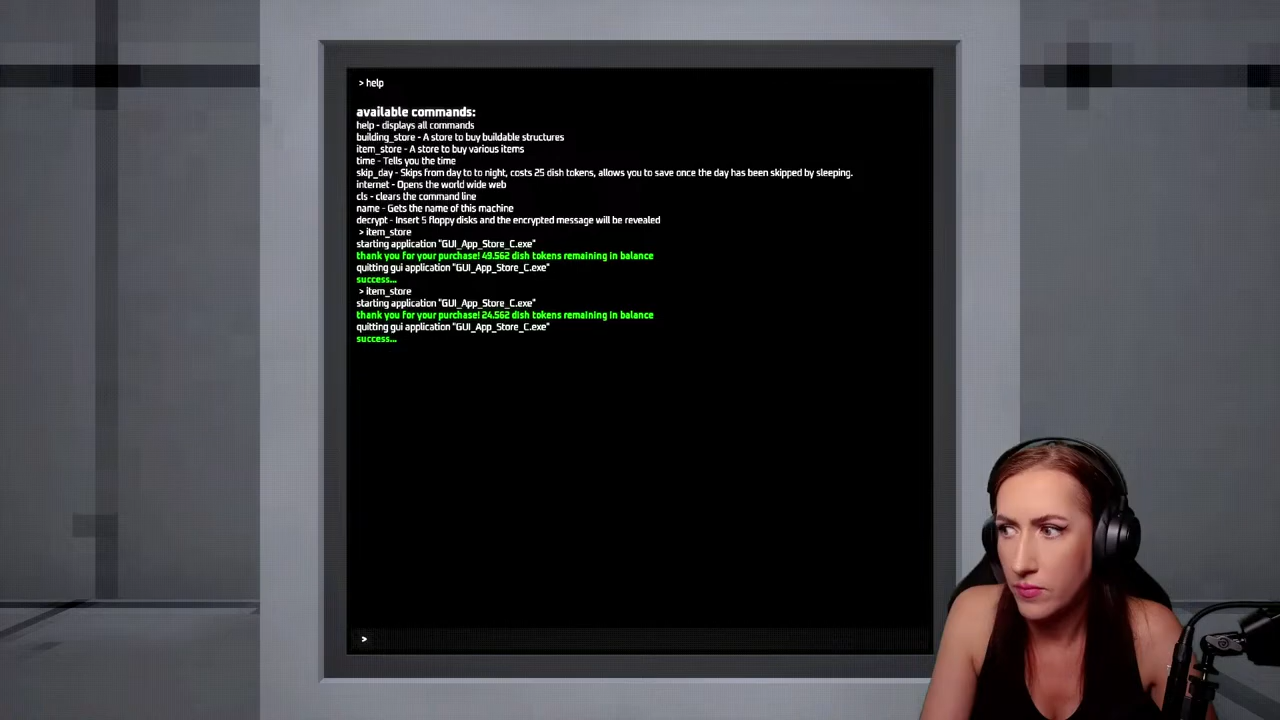 > help
available commands:
help - displays all commands
building_store - A store to buy buildable structures
item_store - A store to buy various items
time - Tells you the time
skip_day - Skips from day to to night, costs 25 dish tokens, allows you to save once the day has been skipped by sleeping.
internet - Opens the world wide web
cls - clears the command line
name - Gets the name of this machine
decrypt - Insert 5 floppy disks and the encrypted message will be revealed
> item_store
starting application "GUI_App_Store_C.exe"
thank you for your purchase! 49.562 dish tokens remaining in balance
quitting gui application "GUI_App_Store_C.exe"
success...
> item_store
starting application "GUI_App_Store_C.exe"
thank you for your purchase! 24.562 dish tokens remaining in balance
quitting gui application "GUI_App_Store_C.exe"
success...
>